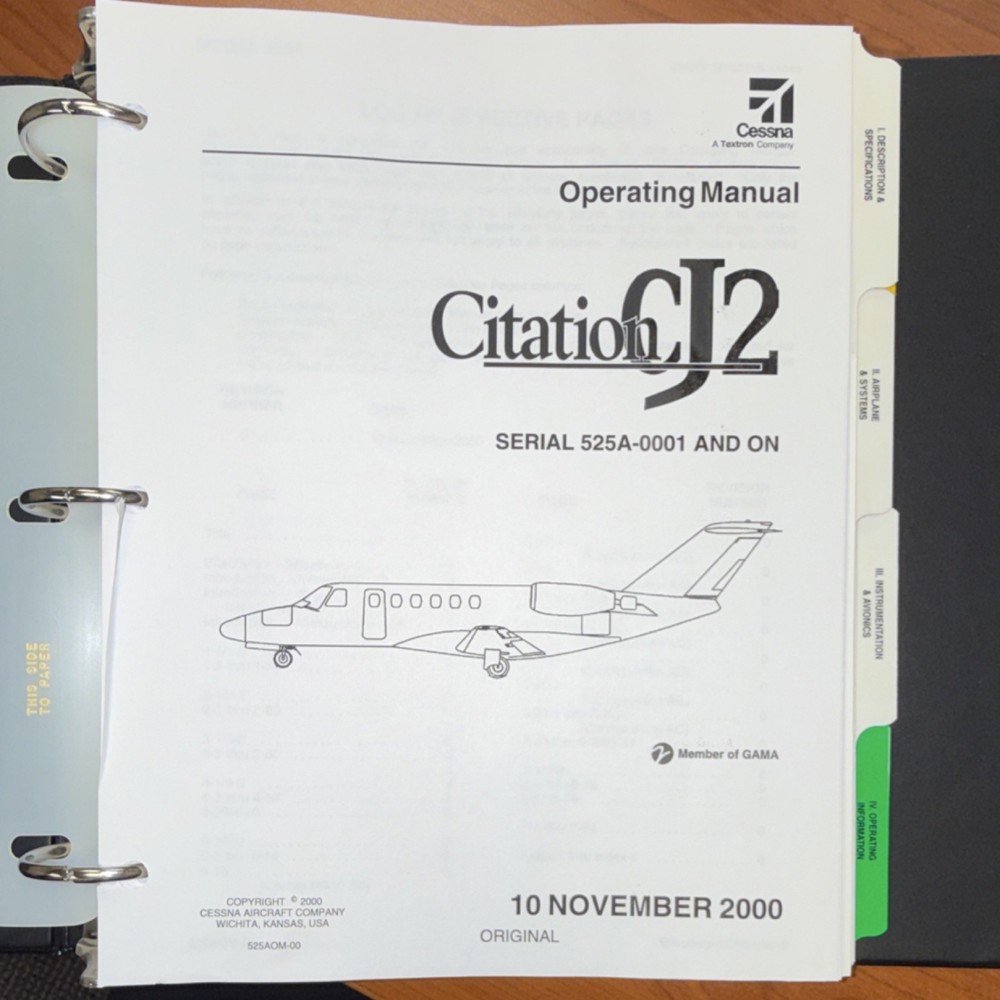 Cessna
A Textron Company
Operating Manual
Citation CJ2
SERIAL 525A-0001 AND ON
Member of GAMA
COPYRIGHT © 2000
CESSNA AIRCRAFT COMPANY
WICHITA, KANSAS, USA
525AOM-00
10 NOVEMBER 2000
ORIGINAL
THIS SIDE
TO PAPER
I. DESCRIPTION &
SPECIFICATIONS
II. AIRPLANE
& SYSTEMS
III. INSTRUMENTATION
& AVIONICS
IV. OPERATING
INFORMATION